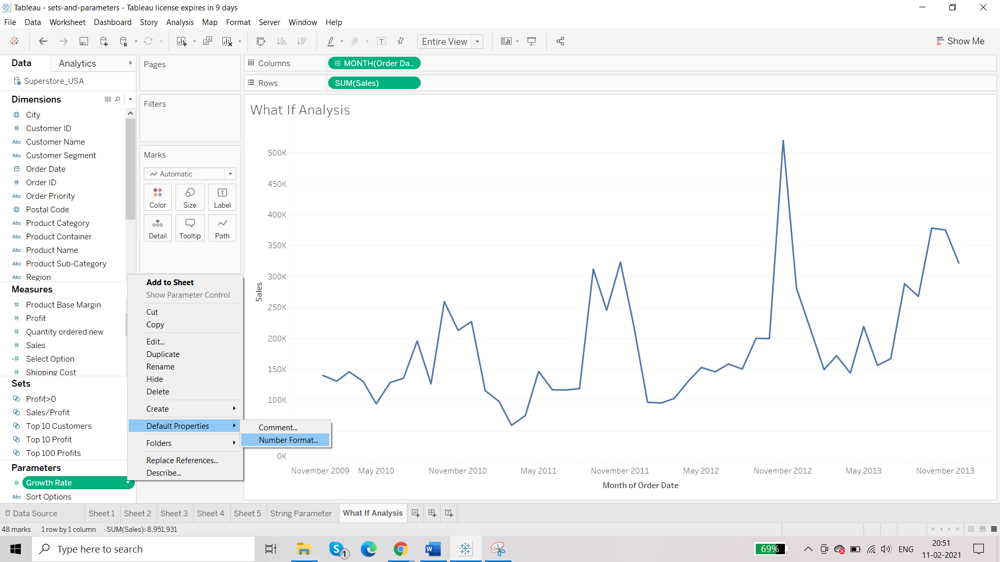 Tableau - sets-and-parameters - Tableau license expires in 9 days
File Data Worksheet Dashboard Story Analysis Map Format Server Window Help
Entire View
Show Me
Data Analytics
Superstore_USA
Dimensions
City
Customer ID
Abc Customer Name
Abc Customer Segment
Order Date
Order ID
Abc Order Priority
Postal Code
Abc Product Category
Abc Product Container
Abc Product Name
Abc Product Sub-Category
Abc Region
Measures
Product Base Margin
Profit
Quantity ordered new
Sales
Select Option
Shipping Cost
Sets
Profit>0
Sales/Profit
Top 10 Customers
Top 10 Profit
Top 100 Profits
Parameters
Growth Rate
Abc Sort Options
Pages
Filters
Marks
Automatic
Color Size Label
Detail Tooltip Path
Add to Sheet
Show Parameter Control
Cut
Copy
Edit...
Duplicate
Rename
Hide
Delete
Create
Default Properties
Folders
Replace References...
Describe...
Comment...
Number Format...
Columns MONTH(Order Da..
Rows SUM(Sales)
What If Analysis
500K
450K
400K
350K
300K
250K
200K
150K
100K
0K
Sales
November 2009 May 2010 November 2010 May 2011 November 2011 May 2012 November 2012 May 2013 November 2013
Month of Order Date
Data Source Sheet 1 Sheet 2 Sheet 3 Sheet 4 Sheet 5 String Parameter What If Analysis
48 marks 1 row by 1 column SUM(Sales): 8,951,931
Type here to search
1
69%
ENG
20:51
11-02-2021